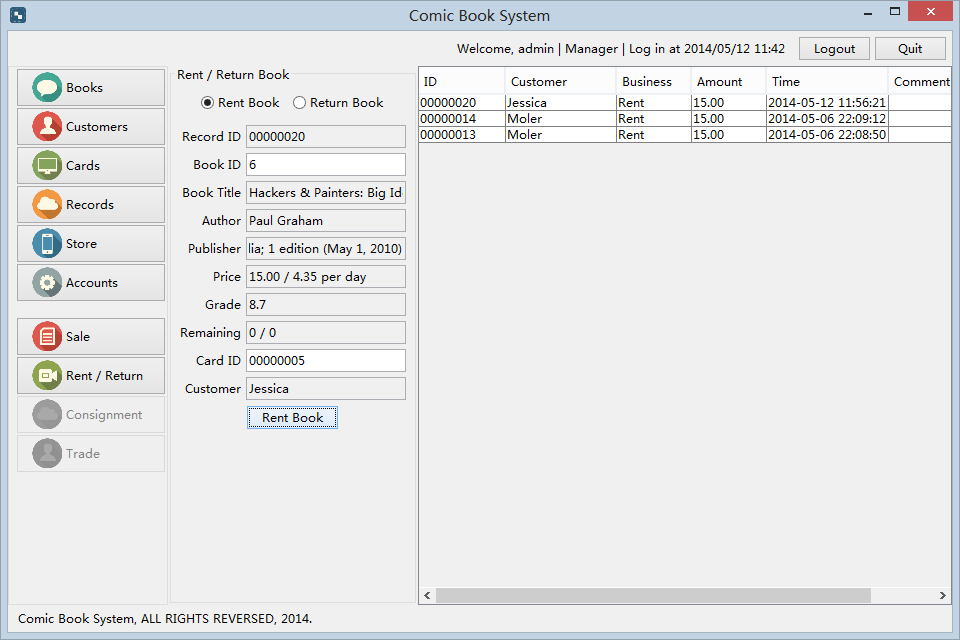 Comic Book System
Welcome, admin | Manager | Log in at 2014/05/12 11:42 Logout Quit
Books
Customers
Cards
Records
Store
Accounts
Sale
Rent / Return
Consignment
Trade
Rent / Return Book
Rent Book Return Book
Record ID 00000020
Book ID 6
Book Title Hackers & Painters: Big Id
Author Paul Graham
Publisher lia; 1 edition (May 1, 2010)
Price 15.00 / 4.35 per day
Grade 8.7
Remaining 0 / 0
Card ID 00000005
Customer Jessica
Rent Book
ID Customer Business Amount Time Comment
00000020 Jessica Rent 15.00 2014-05-12 11:56:21
00000014 Moler Rent 15.00 2014-05-06 22:09:12
00000013 Moler Rent 15.00 2014-05-06 22:08:50
Comic Book System, ALL RIGHTS REVERSED, 2014.